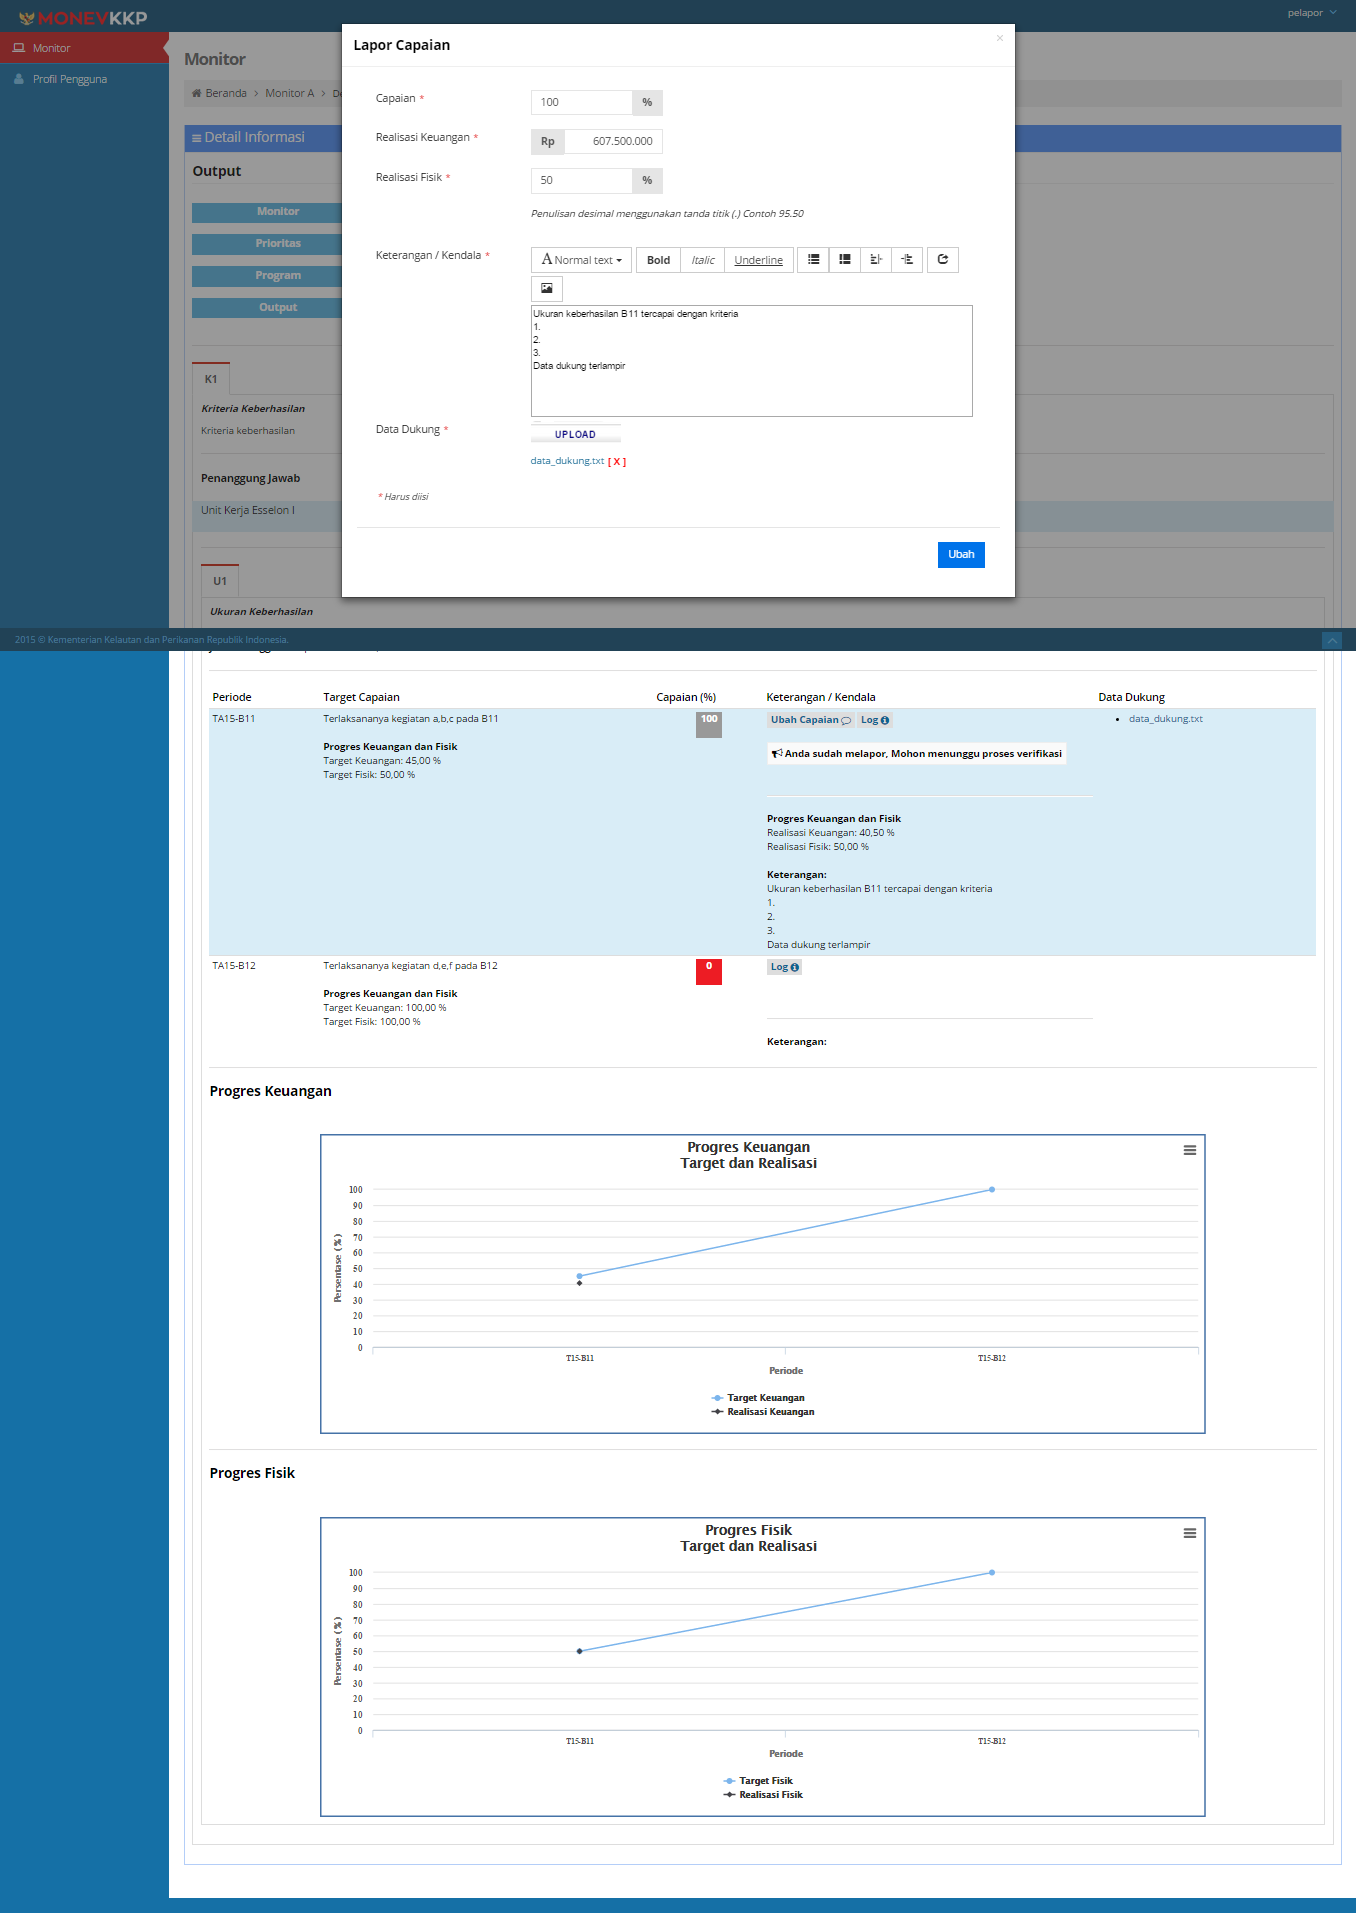 MONEVKKP
pelapor
Monitor
Profil Pengguna
Monitor
Beranda > Monitor A >
Detail Informasi
Output
Monitor
Prioritas
Program
Output
K1
Kriteria Keberhasilan
Kriteria keberhasilan
Penanggung Jawab
Unit Kerja Esselon I
U1
Ukuran Keberhasilan
Lapor Capaian
×
Capaian *
100 %
Realisasi Keuangan *
Rp 607.500.000
Realisasi Fisik *
50 %
Penulisan desimal menggunakan tanda titik (.) Contoh 95.50
Keterangan / Kendala *
A Normal text Bold Italic Underline
Ukuran keberhasilan B11 tercapai dengan kriteria
1.
2.
3.
Data dukung terlampir
Data Dukung *
UPLOAD
data_dukung.txt [ X ]
* Harus diisi
Ubah
2015 © Kementerian Kelautan dan Perikanan Republik Indonesia.
Periode Target Capaian Capaian (%) Keterangan / Kendala Data Dukung
TA15-B11 Terlaksananya kegiatan a,b,c pada B11 100 Ubah Capaian Log • data_dukung.txt
Progres Keuangan dan Fisik
Target Keuangan: 45,00 %
Target Fisik: 50,00 %
Anda sudah melapor, Mohon menunggu proses verifikasi
Progres Keuangan dan Fisik
Realisasi Keuangan: 40,50 %
Realisasi Fisik: 50,00 %
Keterangan:
Ukuran keberhasilan B11 tercapai dengan kriteria
1.
2.
3.
Data dukung terlampir
TA15-B12 Terlaksananya kegiatan d,e,f pada B12 0 Log
Progres Keuangan dan Fisik
Target Keuangan: 100,00 %
Target Fisik: 100,00 %
Keterangan:
Progres Keuangan
Progres Keuangan
Target dan Realisasi
Persentase (%)
100
90
80
70
60
50
40
30
20
10
0
T15-B11 T15-B12
Periode
Target Keuangan
Realisasi Keuangan
Progres Fisik
Progres Fisik
Target dan Realisasi
Persentase (%)
100
90
80
70
60
50
40
30
20
10
0
T15-B11 T15-B12
Periode
Target Fisik
Realisasi Fisik